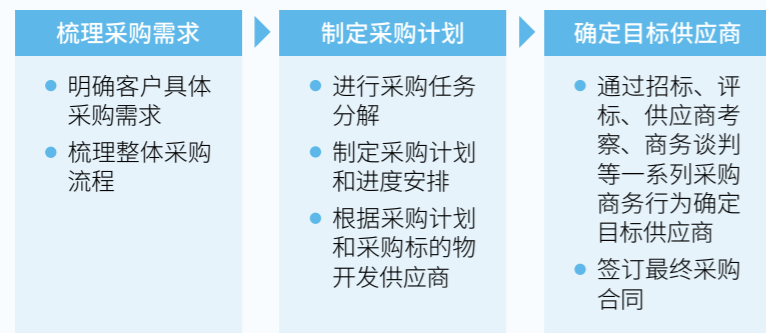 梳理采购需求
明确客户具体
采购需求
梳理整体采购
流程
制定采购计划
进行采购任务
分解
制定采购计划
和进度安排
根据采购计划
和采购标的物
开发供应商
确定目标供应商
通过招标、评
标、供应商考
察、商务谈判
等一系列采购
商务行为确定
目标供应商
签订最终采购
合同